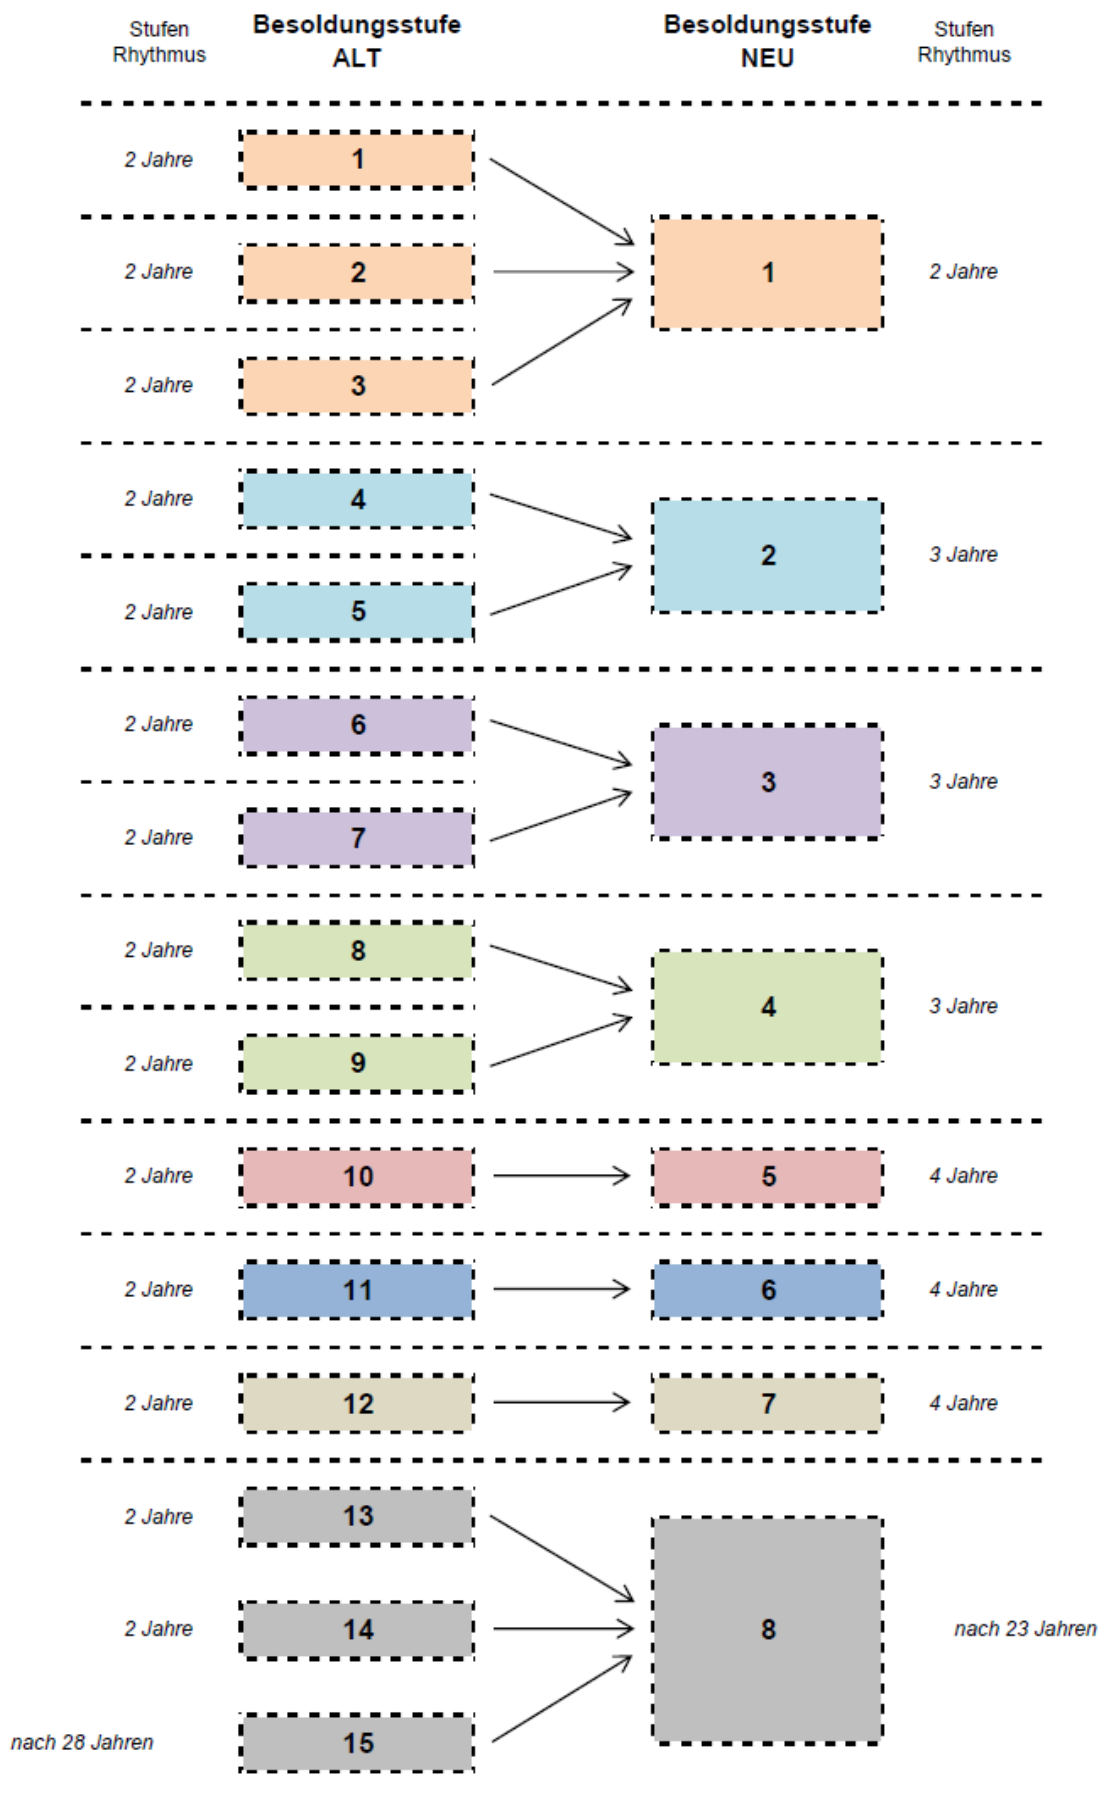 Stufen
Rhythmus
Besoldungsstufe
ALT
Besoldungsstufe
NEU
Stufen
Rhythmus
2 Jahre
1
2 Jahre
2
1
2 Jahre
2 Jahre
3
2 Jahre
4
2
3 Jahre
2 Jahre
5
2 Jahre
6
3
3 Jahre
2 Jahre
7
2 Jahre
8
4
3 Jahre
2 Jahre
9
2 Jahre
10
5
4 Jahre
2 Jahre
11
6
4 Jahre
2 Jahre
12
7
4 Jahre
2 Jahre
13
2 Jahre
14
8
nach 23 Jahren
nach 28 Jahren
15